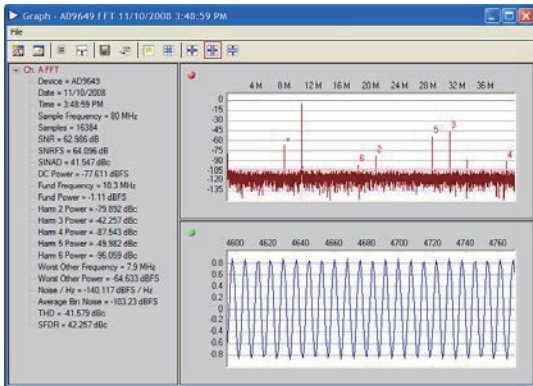 Graph - AD9649 FFT 11/10/2008 3:48:59 PM
File
Ch. A FFT
Device = AD9649
Date = 11/10/2008
Time = 3:48:59 PM
Sample Frequency = 80 MHz
Samples = 16384
SNR = 62.986 dB
SNRFS = 64.096 dB
SINAD = 41.547 dBc
DC Power = -77.611 dBFS
Fund Frequency = 10.3 MHz
Fund Power = -1.11 dBFS
Harm 2 Power = -79.892 dBc
Harm 3 Power = -42.257 dBc
Harm 4 Power = -87.543 dBc
Harm 5 Power = -49.982 dBc
Harm 6 Power = -96.059 dBc
Worst Other Frequency = 7.9 MHz
Worst Other Power = -64.633 dBFS
Noise / Hz = -140.117 dBFS / Hz
Average Bin Noise = -103.23 dBFS
THD = -41.579 dBc
SFDR = 42.257 dBc
4 M 8 M 12 M 16 M 20 M 24 M 28 M 32 M 36 M
0
-15
-30
-45
-60
-75
-90
-105
-120
-135
+ 6 2 5 3 4
4600 4620 4640 4660 4680 4700 4720 4740 4760
0.8
0.6
0.4
0.2
0
-0.2
-0.4
-0.6
-0.8